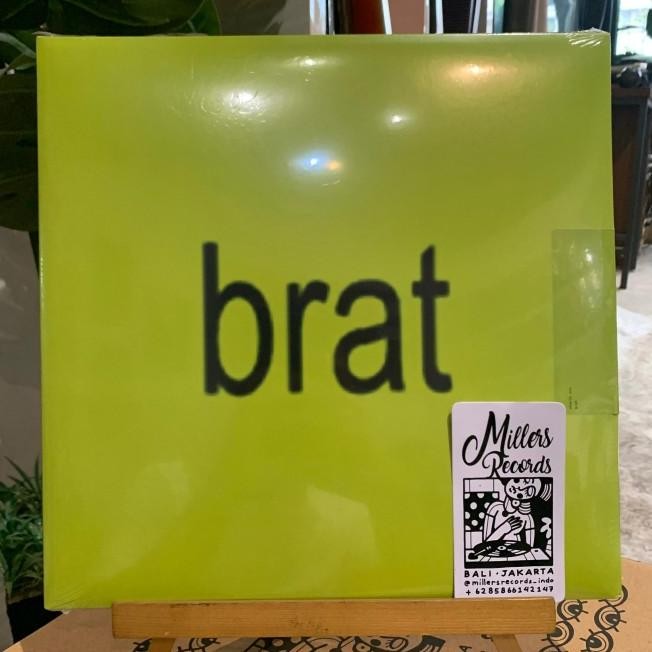 brat
Millers
Records
BALI · JAKARTA
@millersrecords_indo
+ 6285866142147